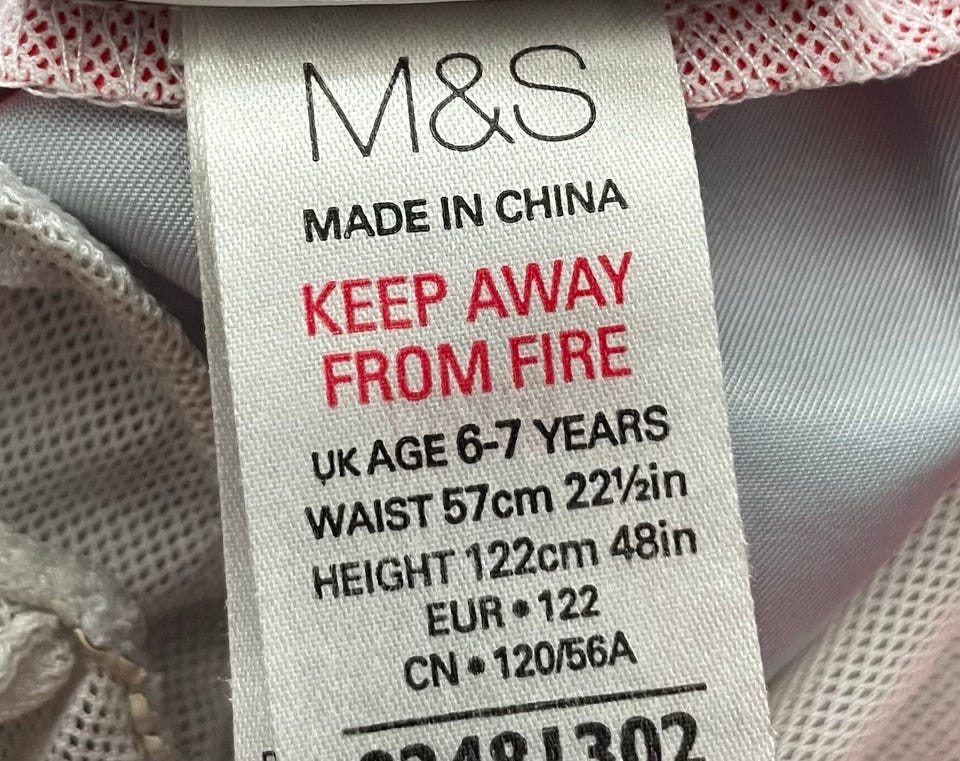 M&S
MADE IN CHINA
KEEP AWAY
FROM FIRE
UK AGE 6-7 YEARS
WAIST 57cm 22½in
HEIGHT 122cm 48in
EUR • 122
CN • 120/56A